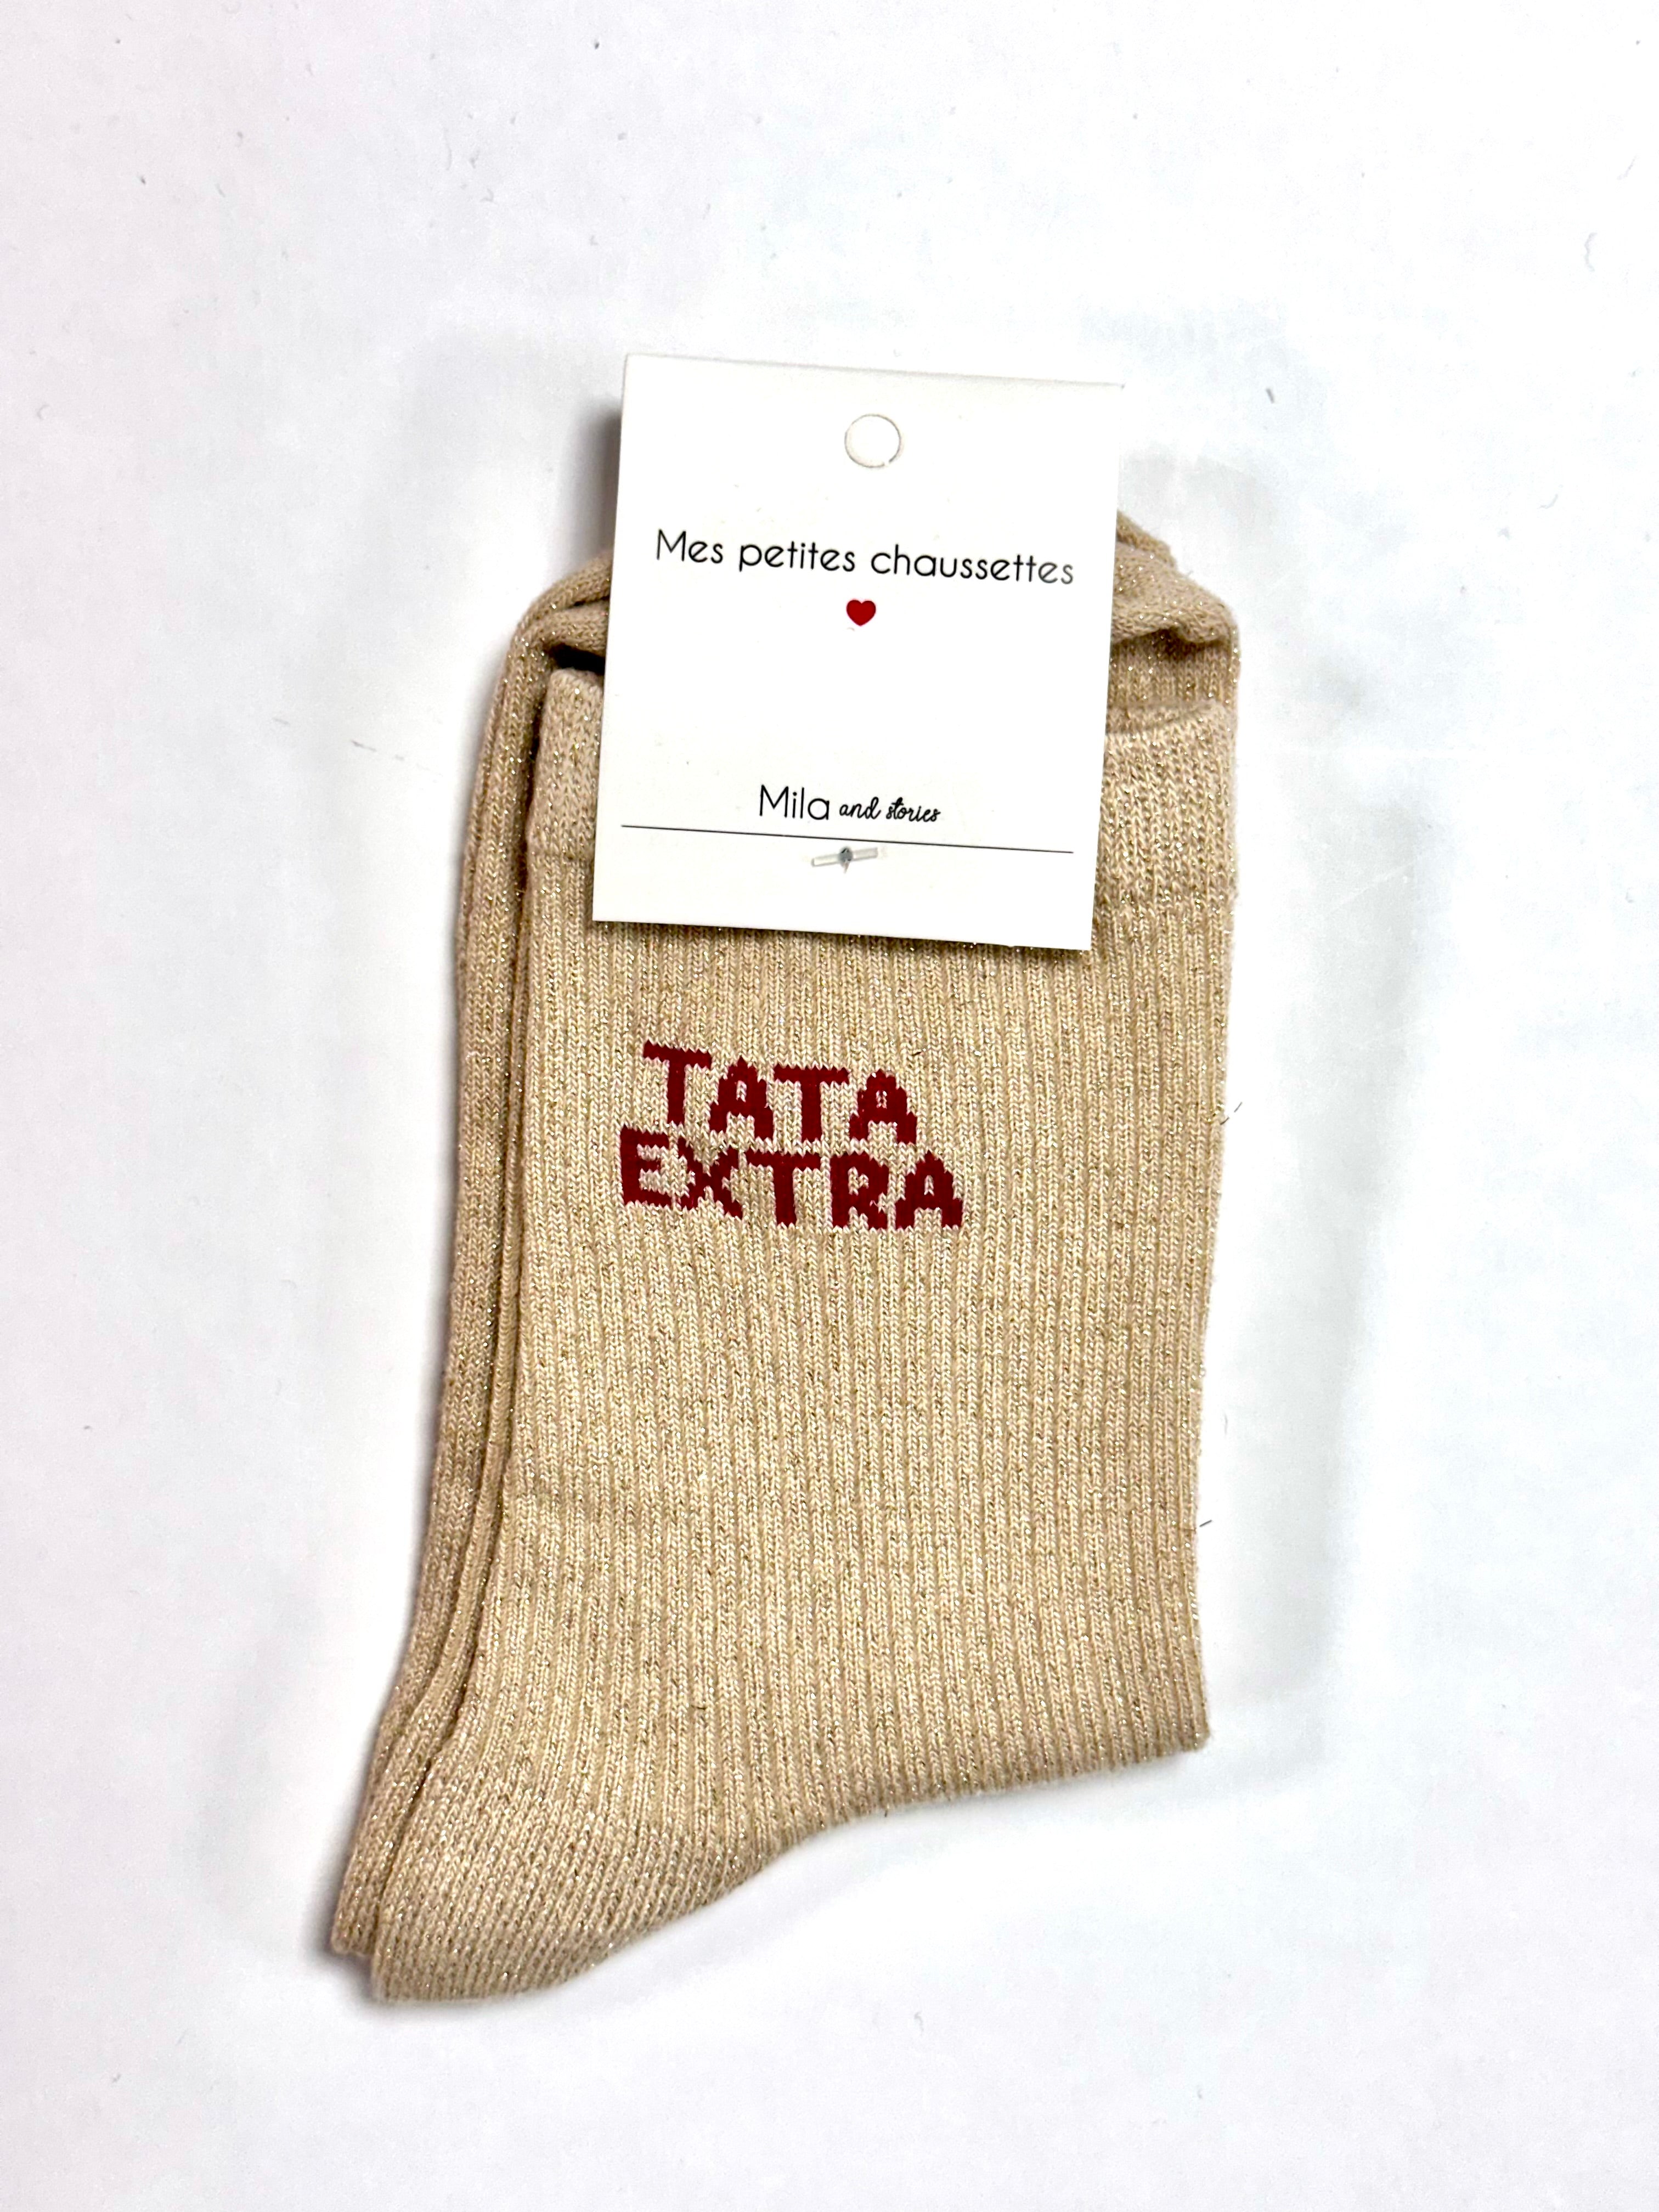 Mes petites chaussettes
Mila and stories
TATA
EXTRA